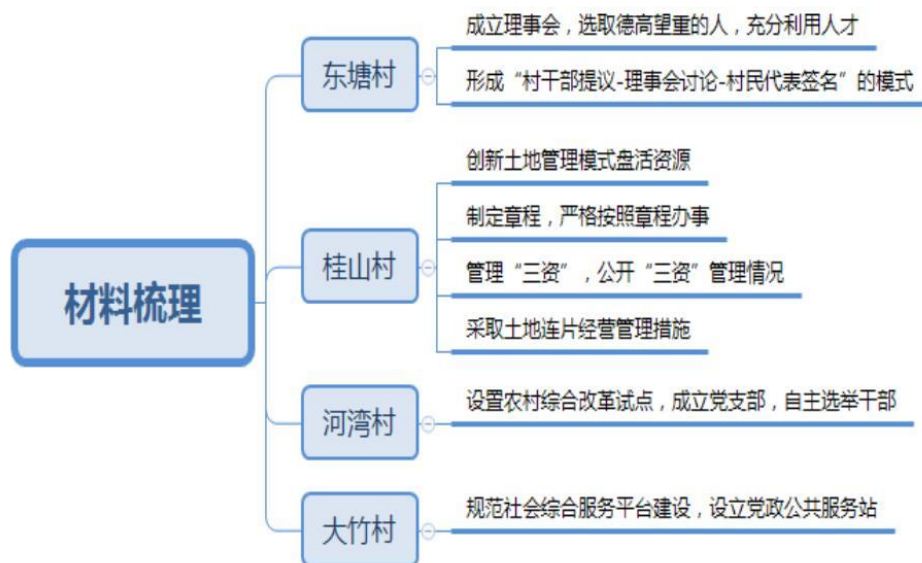 材料梳理
东塘村
成立理事会，选取德高望重的人，充分利用人才
形成“村干部提议-理事会讨论-村民代表签名”的模式
桂山村
创新土地管理模式盘活资源
制定章程，严格按照章程办事
管理“三资”，公开“三资”管理情况
采取土地连片经营管理措施
河湾村
设置农村综合改革试点，成立党支部，自主选举干部
大竹村
规范社会综合服务平台建设，设立党政公共服务站